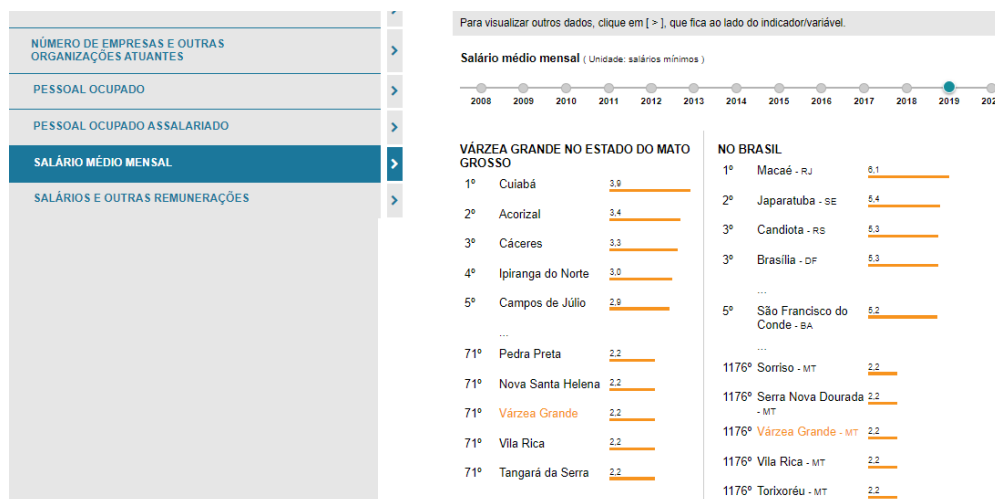 NÚMERO DE EMPRESAS E OUTRAS
ORGANIZAÇÕES ATUANTES
PESSOAL OCUPADO
PESSOAL OCUPADO ASSALARIADO
SALÁRIO MÉDIO MENSAL
SALÁRIOS E OUTRAS REMUNERAÇÕES
Para visualizar outros dados, clique em [ > ], que fica ao lado do indicador/variável.
Salário médio mensal ( Unidade: salários mínimos )
2008 2009 2010 2011 2012 2013 2014 2015 2016 2017 2018 2019
VÁRZEA GRANDE NO ESTADO DO MATO
GROSSO
1º Cuiabá 3,9
2º Acorizal 3,4
3º Cáceres 3,3
4º Ipiranga do Norte 3,0
5º Campos de Júlio 2,9
...
71º Pedra Preta 2,2
71º Nova Santa Helena 2,2
71º Várzea Grande 2,2
71º Vila Rica 2,2
71º Tangará da Serra 2,2
NO BRASIL
1º Macaé - RJ 6,1
2º Japaratuba - SE 5,4
3º Candiota - RS 5,3
3º Brasília - DF 5,3
...
5º São Francisco do 5,2
Conde - BA
...
1176º Sorriso - MT 2,2
1176º Serra Nova Dourada 2,2
- MT
1176º Várzea Grande - MT 2,2
1176º Vila Rica - MT 2,2
1176º Torixoréu - MT 2,2